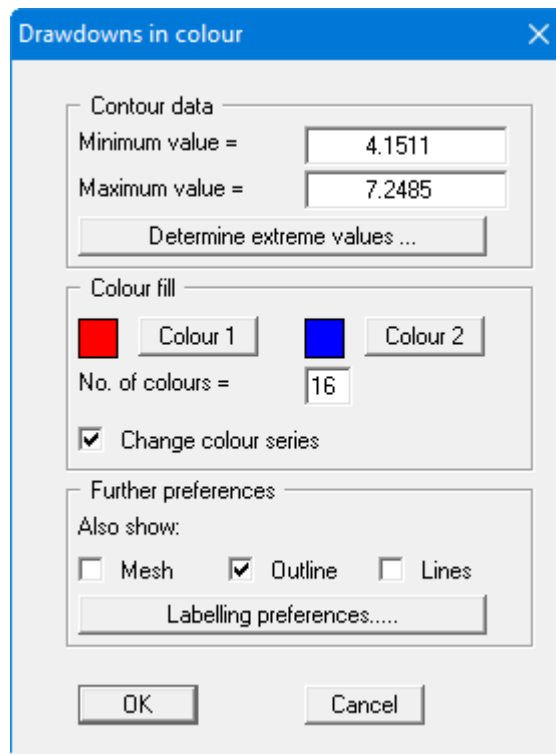 Drawdowns in colour
Contour data
Minimum value = 4.1511
Maximum value = 7.2485
Determine extreme values ...
Colour fill
Colour 1 Colour 2
No. of colours = 16
Change colour series
Further preferences
Also show:
Mesh Outline Lines
Labelling preferences.....
OK Cancel